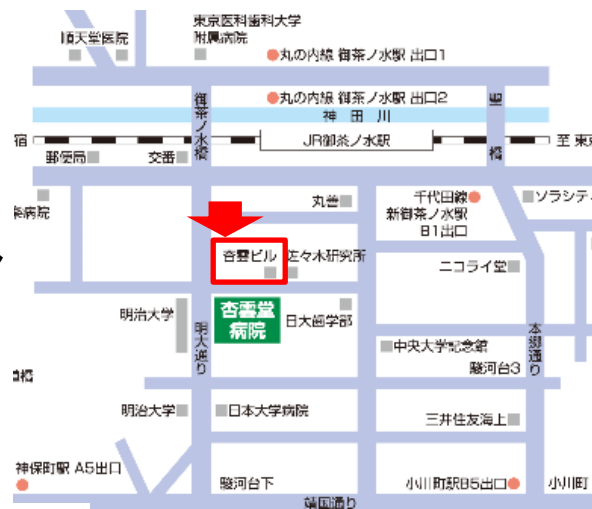 東京医科歯科大学
附属病院
順天堂医院
丸の内線 御茶ノ水駅 出口1
丸の内線 御茶ノ水駅 出口2
御茶ノ水橋
聖橋
神田川
宿
JR御茶ノ水駅
至 東京
郵便局
交番
丸善
千代田線
新御茶ノ水駅
B1出口
ソラシティ
病院
杏雲ビル
佐々木研究所
ニコライ堂
明治大学
杏雲堂
病院
日大歯学部
明大通り
本郷通り
中央大学記念館
駿河台3
橋
明治大学
日本大学病院
三井住友海上
神保町駅 A5出口
駿河台下
小川町駅B5出口
小川町
靖国通り